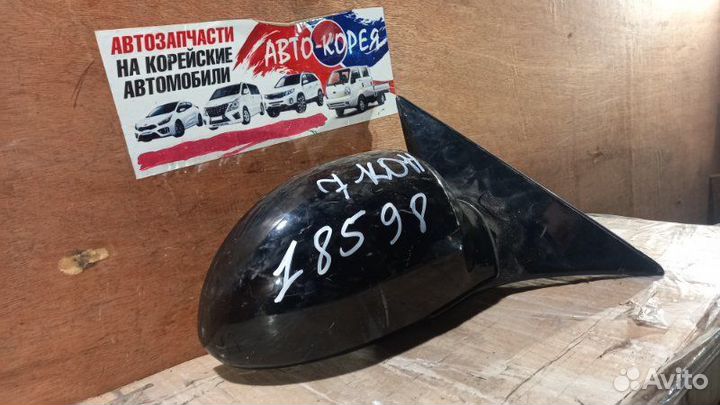 АВТОЗАПЧАСТИ
НА КОРЕЙСКИЕ
АВТОМОБИЛИ
АВТО-КОРЕЯ
7 КОН
18598
Avito